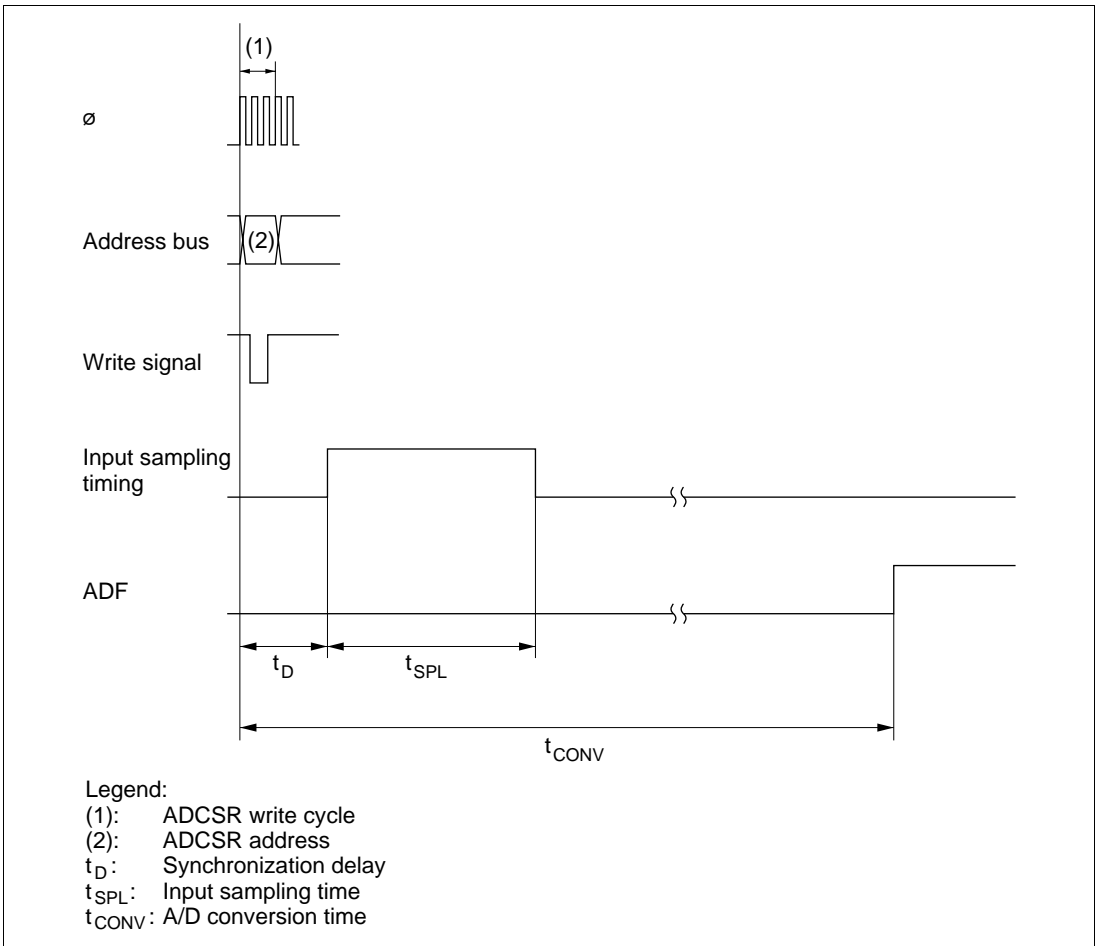 (1)
ø
Address bus
(2)
Write signal
Input sampling
timing
ADF
tD
tSPL
tCONV
Legend:
(1): ADCSR write cycle
(2): ADCSR address
tD: Synchronization delay
tSPL: Input sampling time
tCONV: A/D conversion time